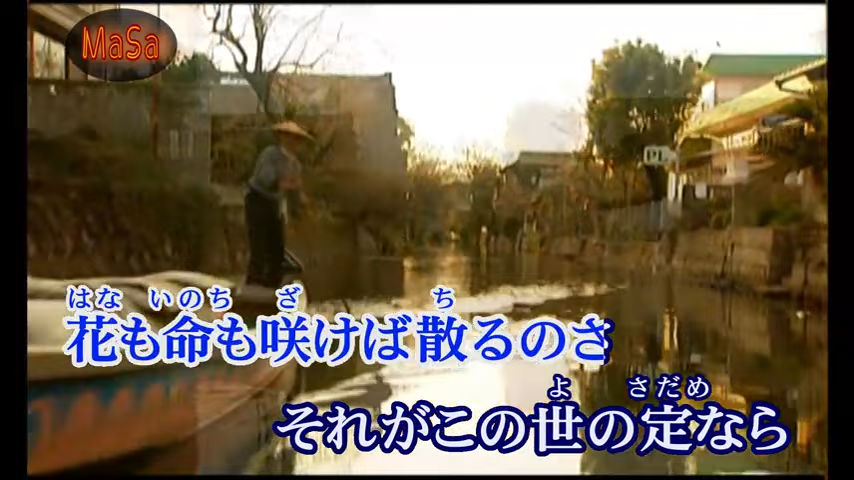 MaSa
はな いのち ざ ち
花も命も咲けば散るのさ
よ さだめ
それがこの世の定なら